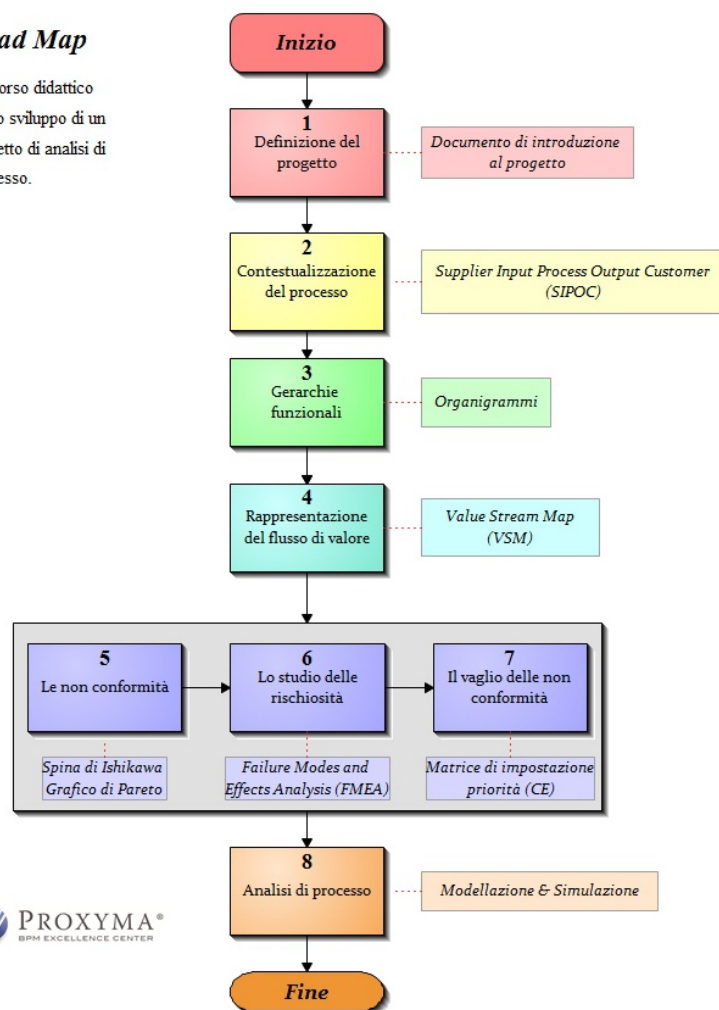 ad Map
orso didattico
o sviluppo di un
etto di analisi di
esso.
Inizio
1
Definizione del
progetto
Documento di introduzione
al progetto
2
Contestualizzazione
del processo
Supplier Input Process Output Customer
(SIPOC)
3
Gerarchie
funzionali
Organigrammi
4
Rappresentazione
del flusso di valore
Value Stream Map
(VSM)
5
Le non conformità
6
Lo studio delle
rischiosità
7
Il vaglio delle non
conformità
Spina di Ishikawa
Grafico di Pareto
Failure Modes and
Effects Analysis (FMEA)
Matrice di impostazione
priorità (CE)
8
Analisi di processo
Modellazione & Simulazione
PROXYMA®
BPM EXCELLENCE CENTER
Fine